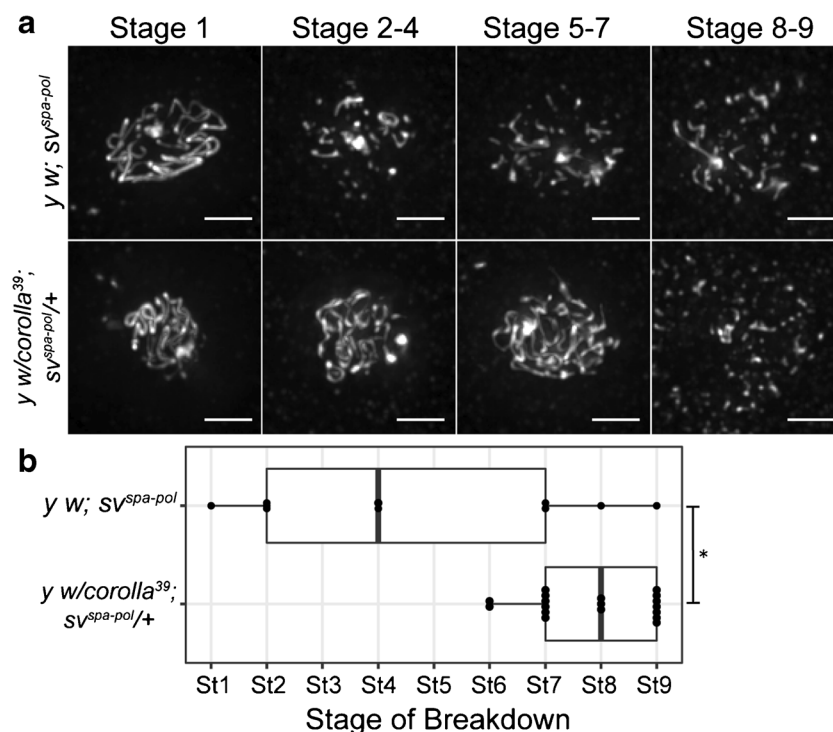 a
Stage 1 Stage 2-4 Stage 5-7 Stage 8-9
y w; sv^spa-pol
y w/corolla^39;
sv^spa-pol/+
b
y w; sv^spa-pol
*
y w/corolla^39;
sv^spa-pol/+
St1 St2 St3 St4 St5 St6 St7 St8 St9
Stage of Breakdown